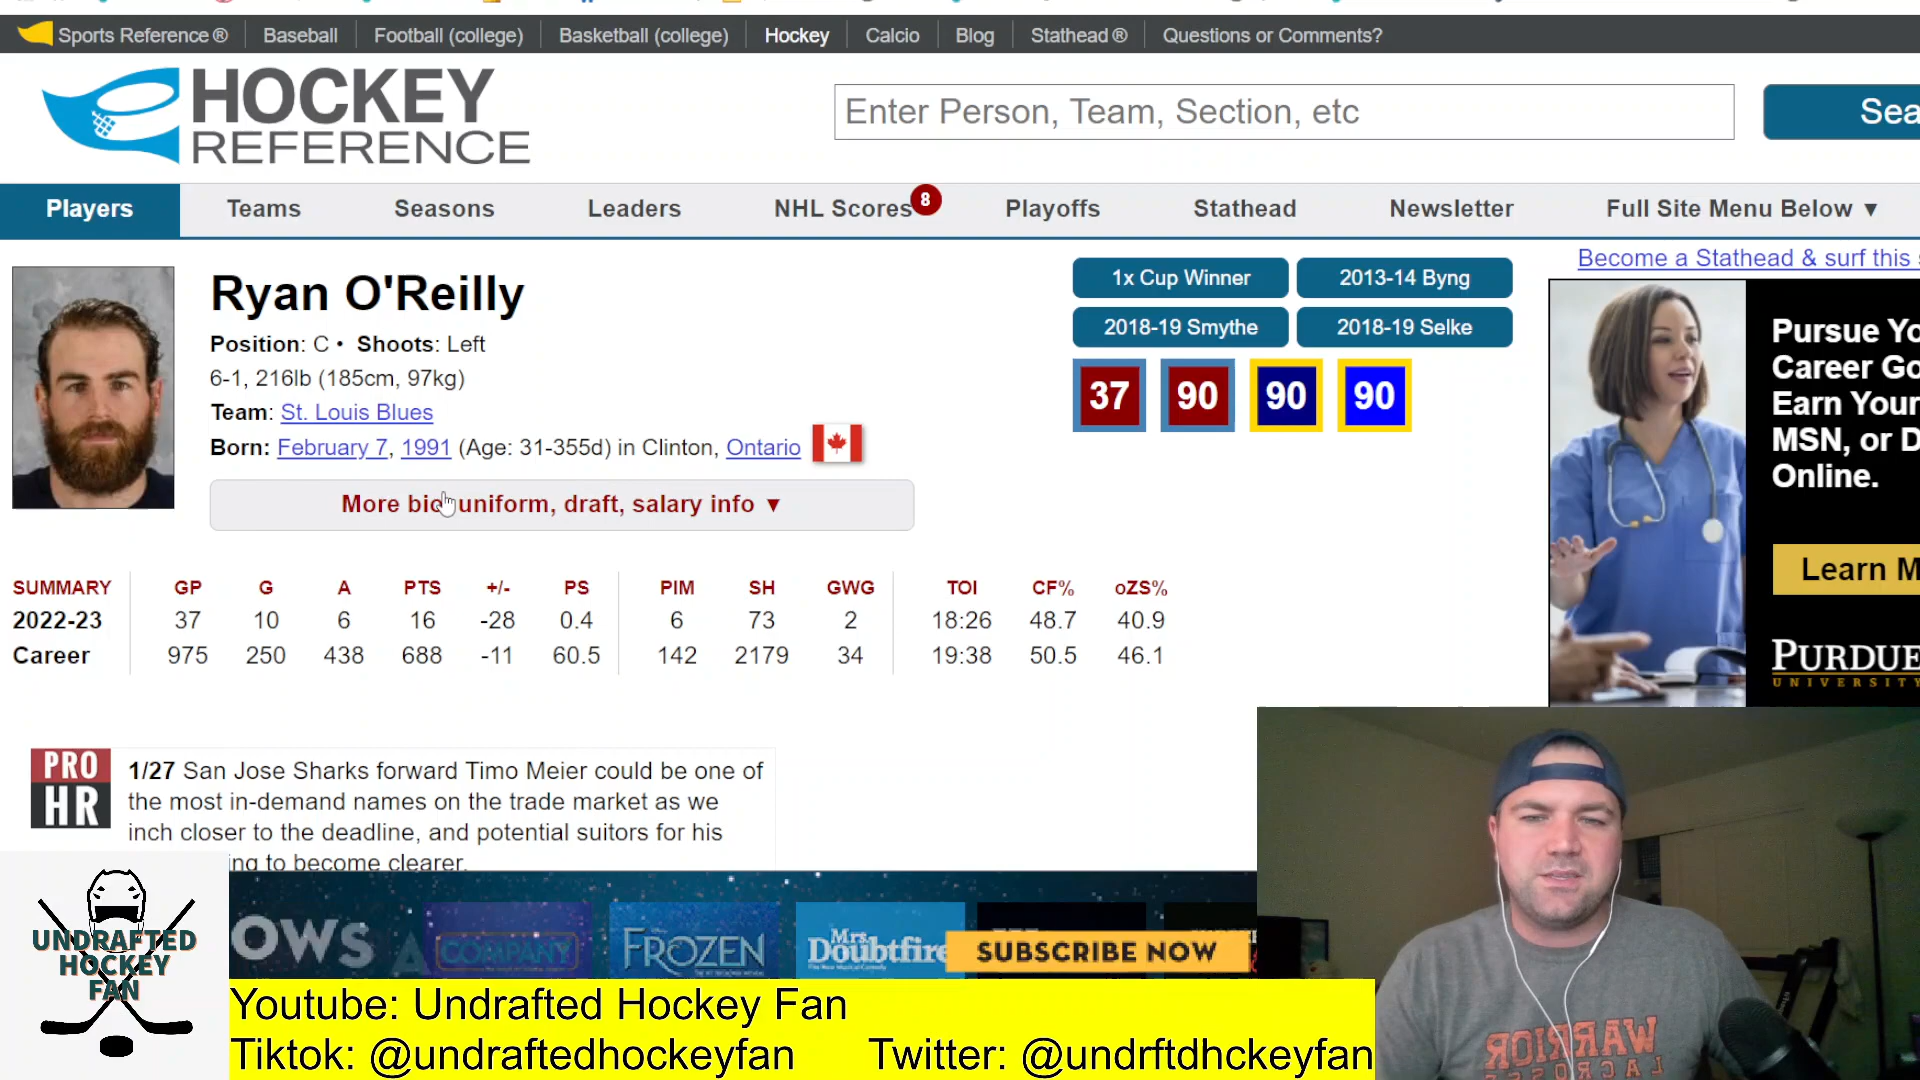 Sports Reference ® Baseball Football (college) Basketball (college) Hockey Calcio Blog Stathead ® Questions or Comments?
HOCKEY
REFERENCE
Enter Person, Team, Section, etc
Players Teams Seasons Leaders NHL Scores 8 Playoffs Stathead Newsletter Full Site Menu Below ▼
Become a Stathead & surf this
Ryan O'Reilly
Position: C • Shoots: Left
6-1, 216lb (185cm, 97kg)
Team: St. Louis Blues
Born: February 7, 1991 (Age: 31-355d) in Clinton, Ontario
More bio, uniform, draft, salary info ▼
1x Cup Winner 2013-14 Byng
2018-19 Smythe 2018-19 Selke
37 90 90 90
SUMMARY GP G A PTS +/- PS PIM SH GWG TOI CF% oZS%
2022-23 37 10 6 16 -28 0.4 6 73 2 18:26 48.7 40.9
Career 975 250 438 688 -11 60.5 142 2179 34 19:38 50.5 46.1
Career
MSN, or
Online.
Learn
PURDUE
UNIVERSITY
PRO
HR
1/27 San Jose Sharks forward Timo Meier could be one of
the most in-demand names on the trade market as we
inch closer to the deadline, and potential suitors for his
to become clearer.
UNDRAFTED
HOCKEY
FAN
COMPANY
FROZEN
Mrs.
Doubtfire
SUBSCRIBE NOW
Youtube: Undrafted Hockey Fan
Tiktok: @undraftedhockeyfan Twitter: @undrftdhckeyfan
WARRIOR
LACROSSE